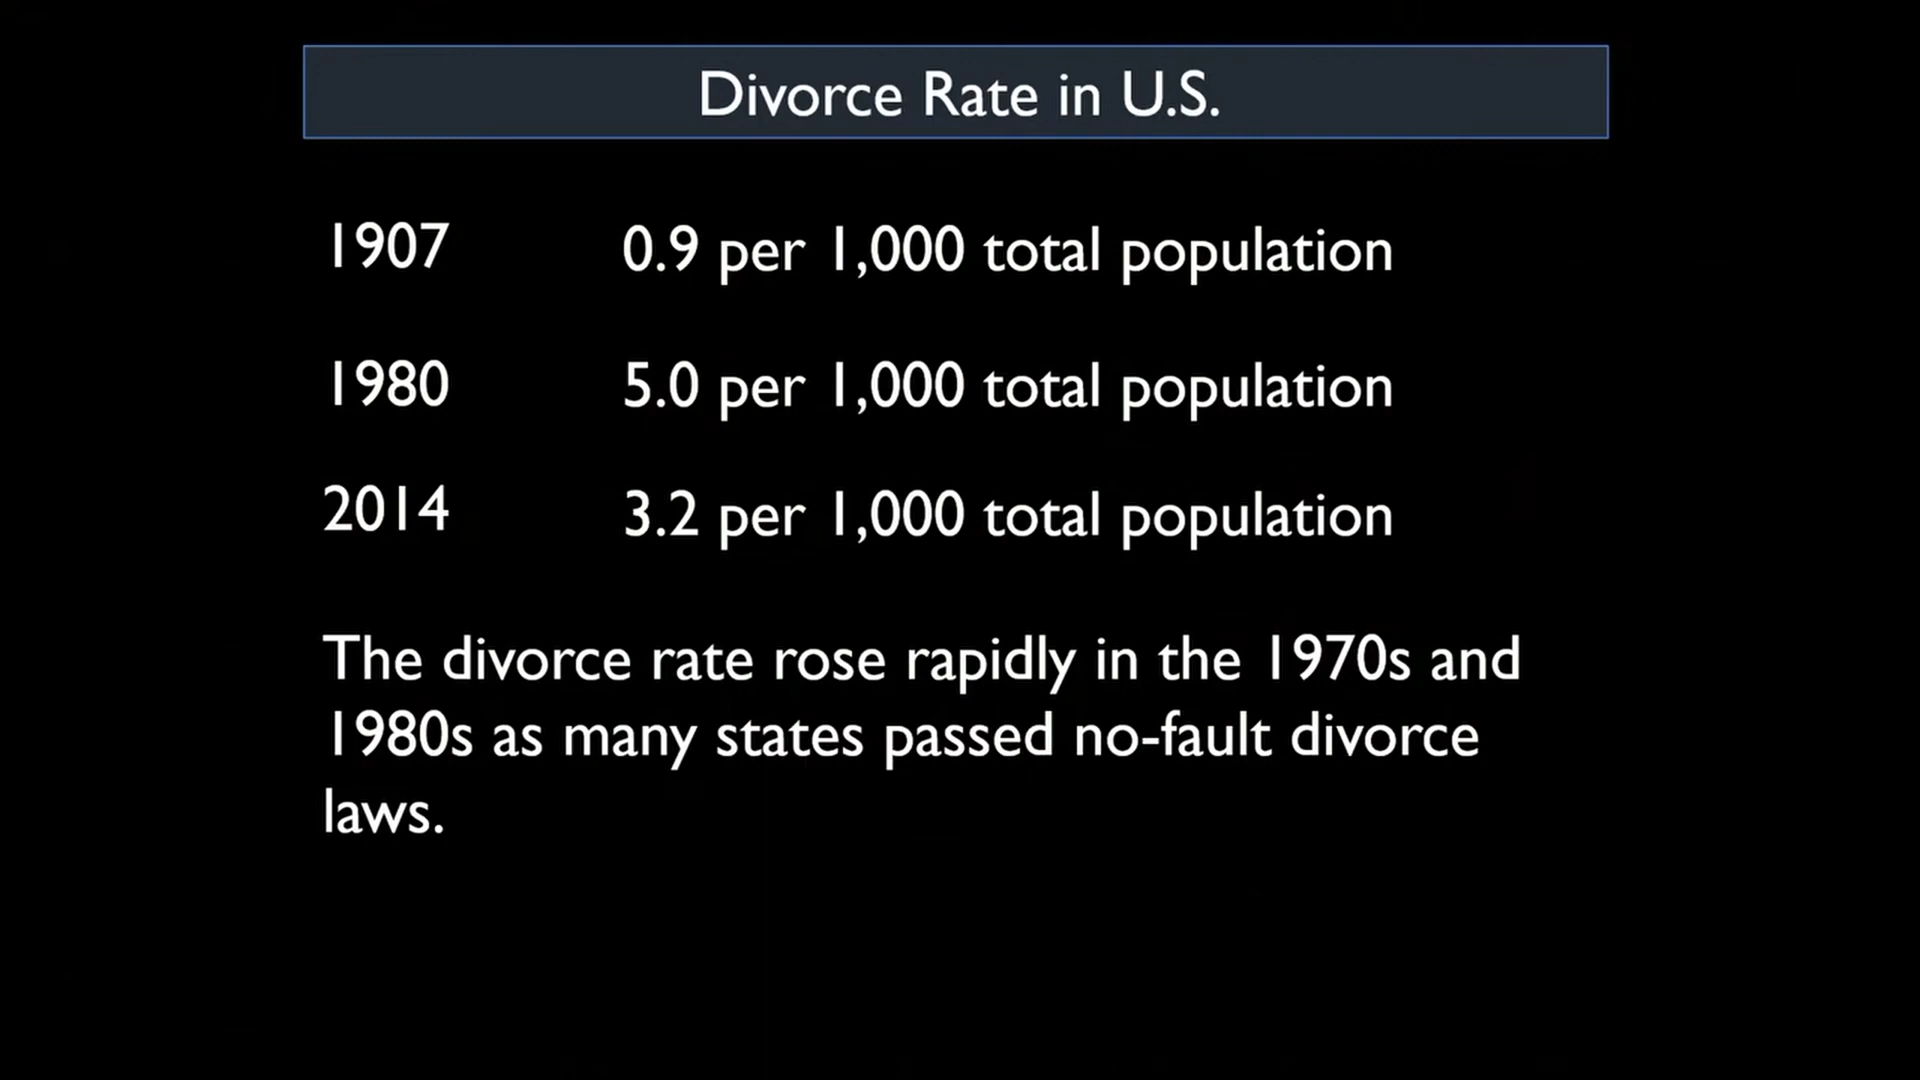 Divorce Rate in U.S.
1907 0.9 per 1,000 total population
1980 5.0 per 1,000 total population
2014 3.2 per 1,000 total population
The divorce rate rose rapidly in the 1970s and
1980s as many states passed no-fault divorce
laws.